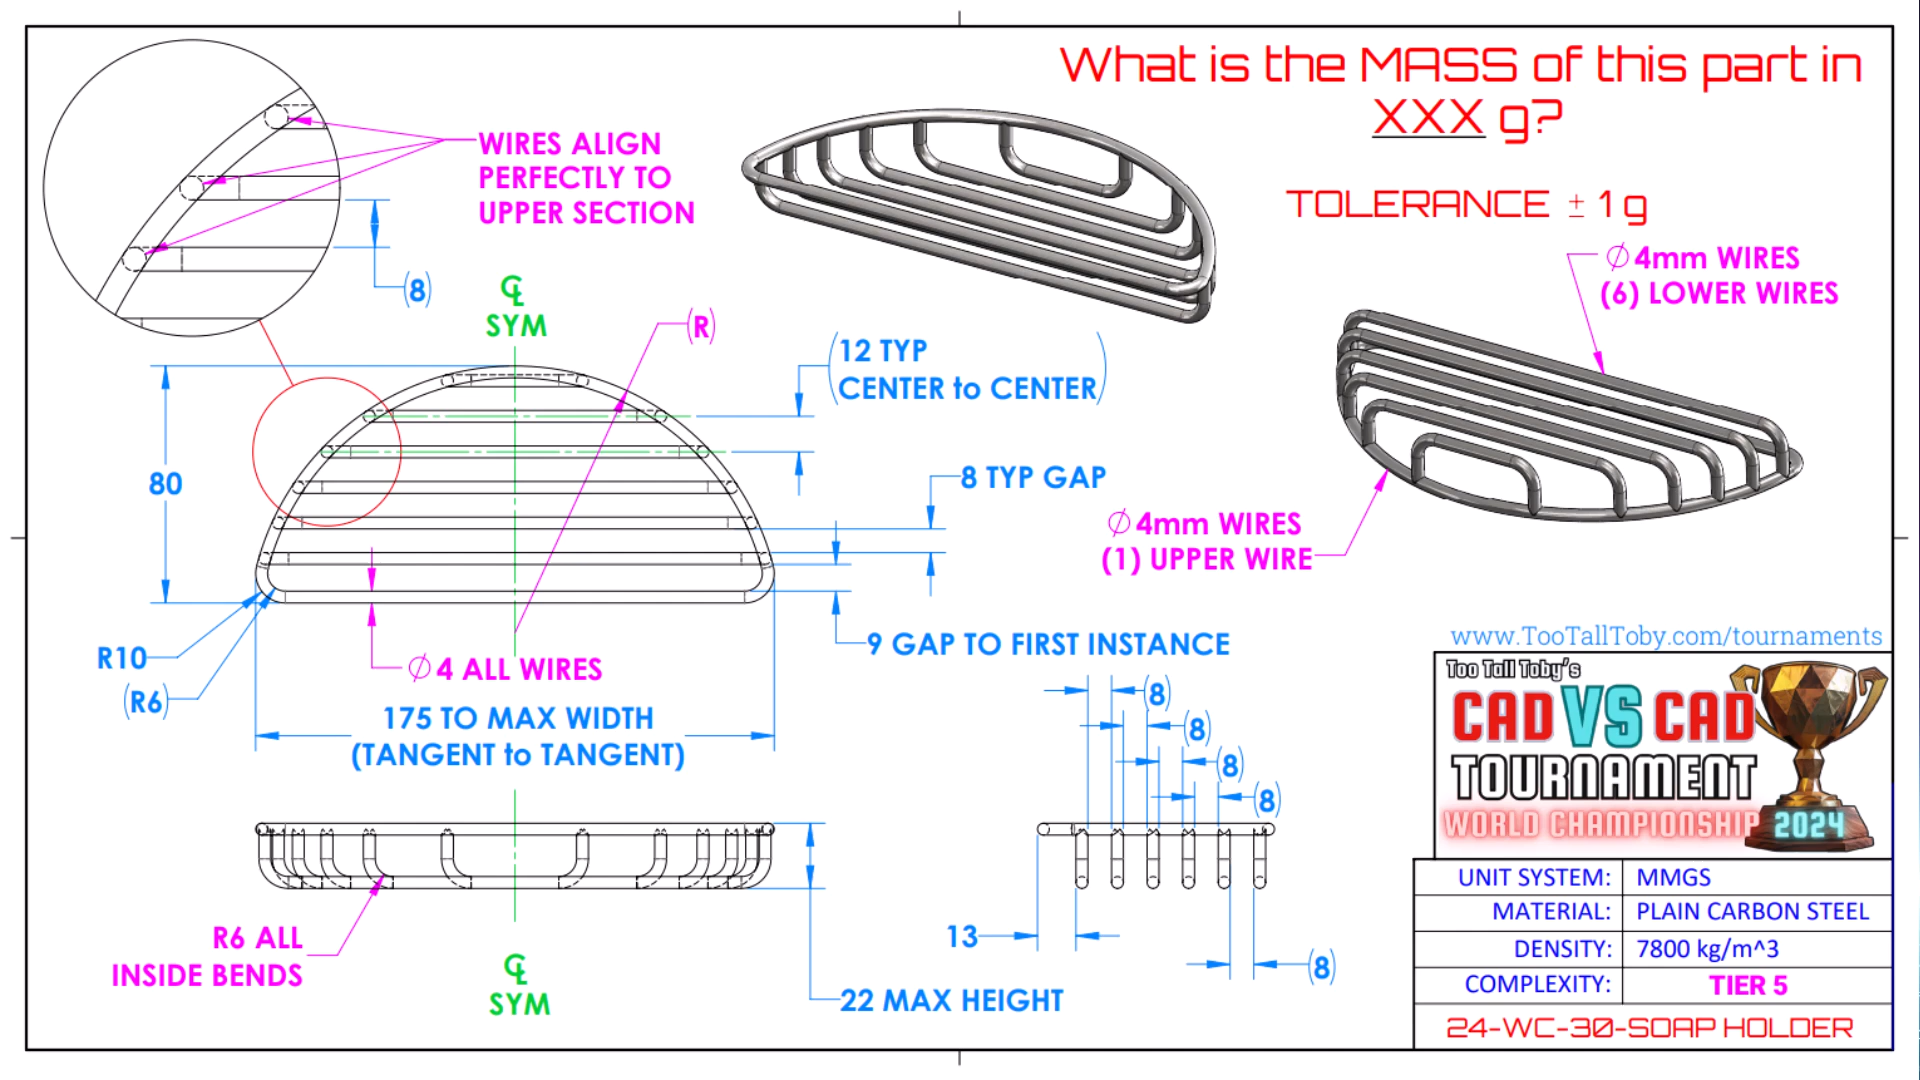 What is the MASS of this part in
XXX g?
TOLERANCE ± 1 g
WIRES ALIGN
PERFECTLY TO
UPPER SECTION
(8)
℄
SYM
(R)
(12 TYP
CENTER to CENTER)
Ø4mm WIRES
(6) LOWER WIRES
80
8 TYP GAP
Ø4mm WIRES
(1) UPPER WIRE
9 GAP TO FIRST INSTANCE
R10
(R6)
Ø4 ALL WIRES
175 TO MAX WIDTH
(TANGENT to TANGENT)
(8)
(8)
(8)
(8)
13
(8)
R6 ALL
INSIDE BENDS
℄
SYM
22 MAX HEIGHT
www.TooTallToby.com/tournaments
Too Tall Toby's
CAD VS CAD
TOURNAMENT
WORLD CHAMPIONSHIP 2024
UNIT SYSTEM: MMGS
MATERIAL: PLAIN CARBON STEEL
DENSITY: 7800 kg/m^3
COMPLEXITY: TIER 5
24-WC-30-SOAP HOLDER